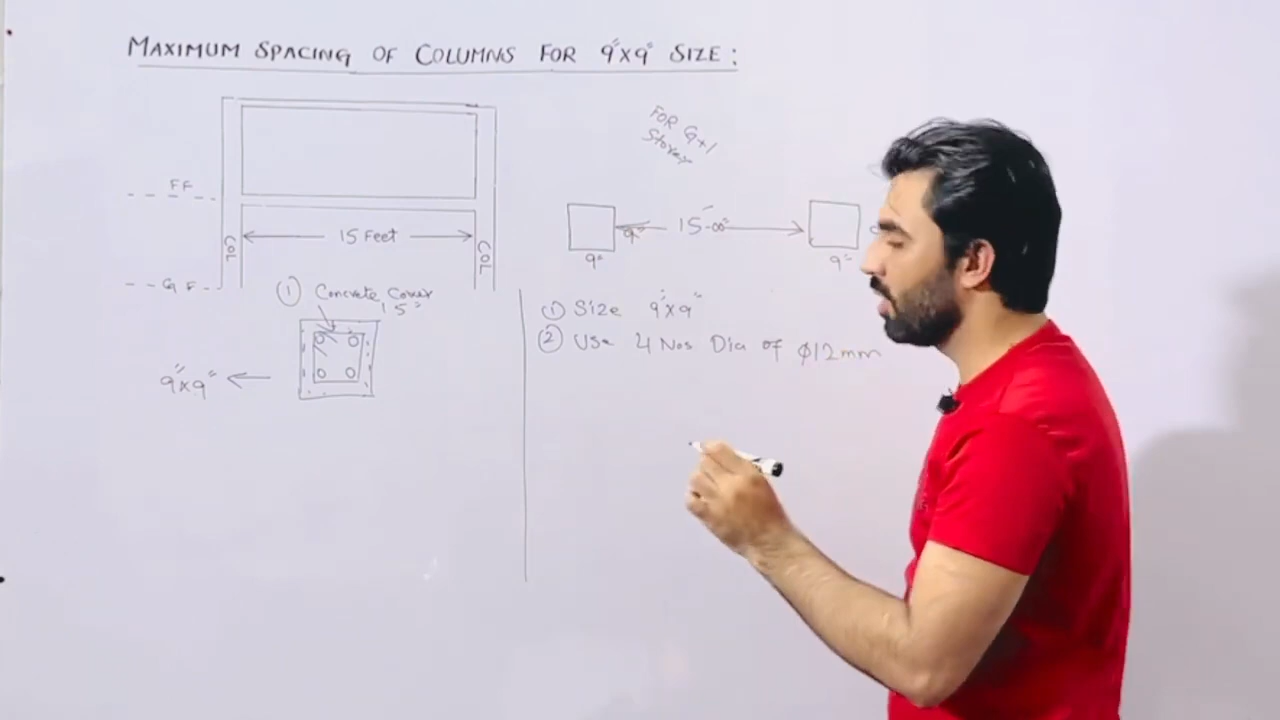 MAXIMUM SPACING OF COLUMNS FOR 9"x9" SIZE:
FOR G+1
Storey
FF
15 Feet
COL
COL
G F
15'-00"
9"
9"
9"
① Concrete Cover
1 5"
9"x9"
① Size 9"x9"
② Use 4 Nos Dia of φ12mm